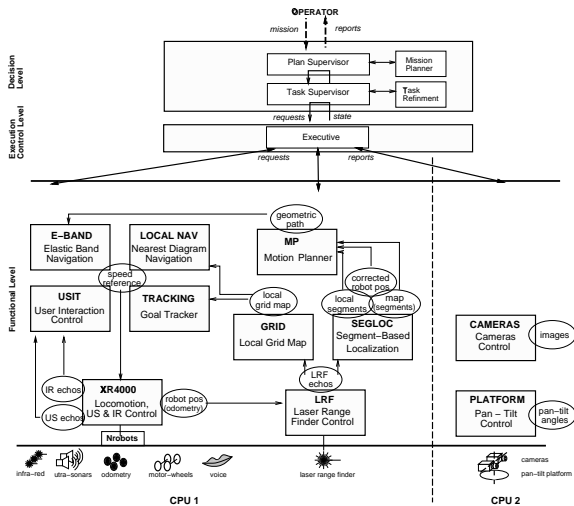 OPERATOR
mission
reports
Decision
Level
Plan Supervisor
Mission
Planner
Task Supervisor
Task
Refinment
requests
state
Execution
Control Level
Executive
requests
reports
Functional Level
geometric
path
E–BAND
Elastic Band
Navigation
LOCAL NAV
Nearest Diagram
Navigation
MP
Motion Planner
speed
reference
corrected
robot pos
USIT
User Interaction
Control
TRACKING
Goal Tracker
local
grid map
local
segments
map
(segments)
GRID
Local Grid Map
SEGLOC
Segment–Based
Localization
CAMERAS
Cameras
Control
images
LRF
echos
IR echos
US echos
XR4000
Locomotion,
US & IR Control
robot pos
(odometry)
LRF
Laser Range
Finder Control
PLATFORM
Pan – Tilt
Control
pan–tilt
angles
Nrobots
infra–red
utra–sonars
odometry
motor–wheels
voice
laser range finder
cameras
pan–tilt platform
CPU 1
CPU 2